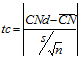 tc = |(CNd − C̅N̅)/(s/√n)|